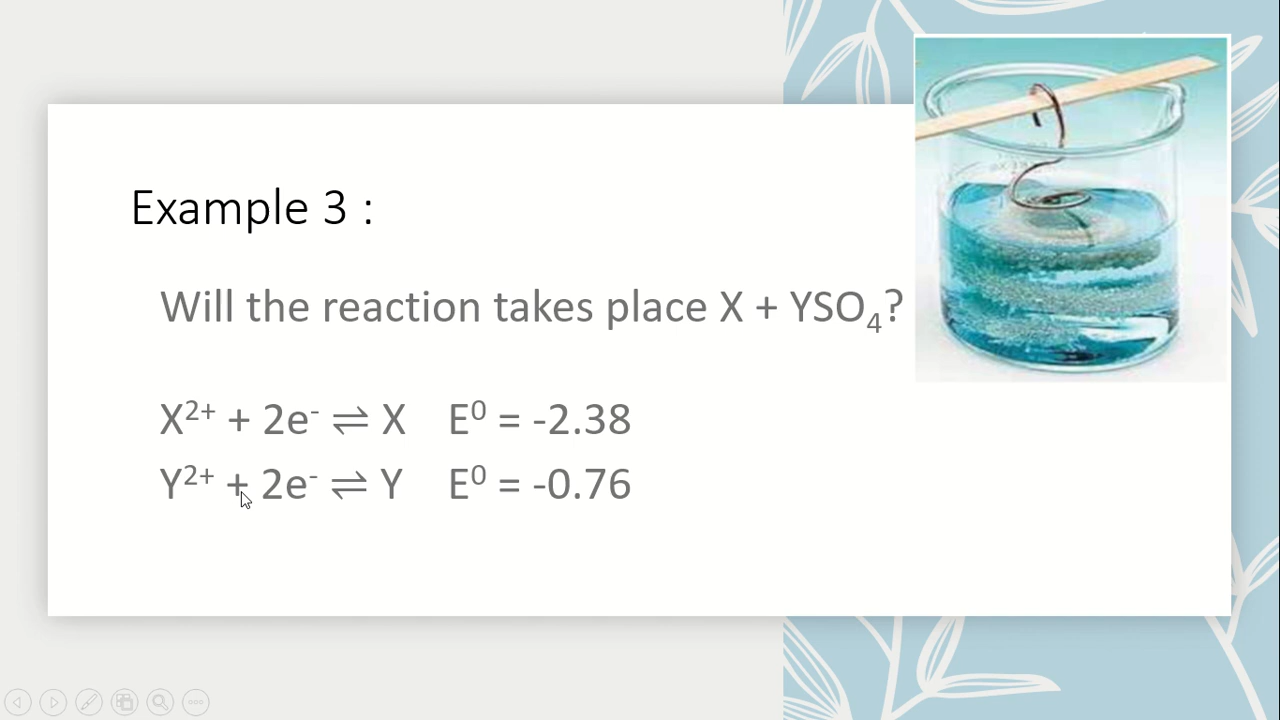 Example 3 :
Will the reaction takes place X + YSO₄?
X²⁺ + 2e⁻ ⇌ X E⁰ = -2.38
Y²⁺ + 2e⁻ ⇌ Y E⁰ = -0.76